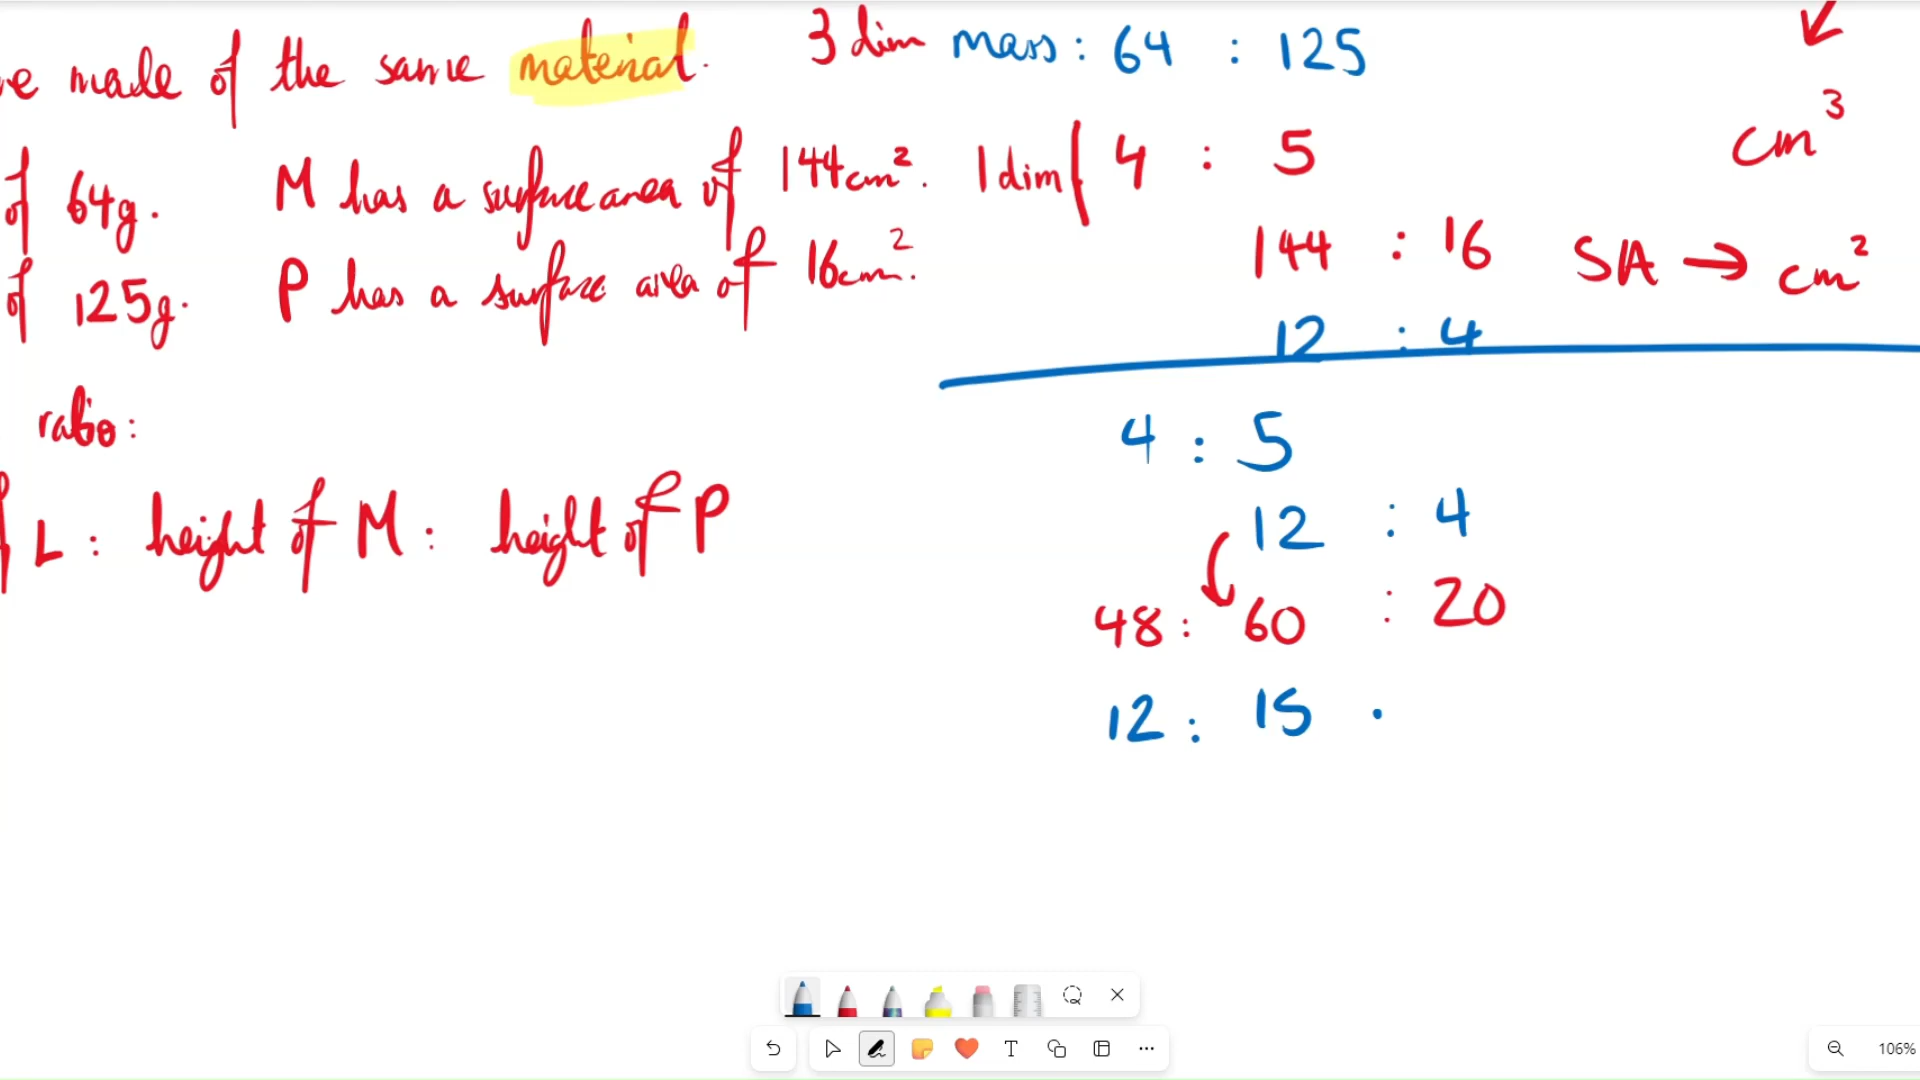 made of the same material. 3 dim mass: 64 : 125
cm³
of 64g. M has a surface area of 144cm². 1 dim 4 : 5
144 : 16 SA → cm²
of 125g. P has a surface area of 16cm².
12 : 4
ratio:
4 : 5
L : height of M : height of P
12 : 4
48 : 60 : 20
12 : 15 .
106%